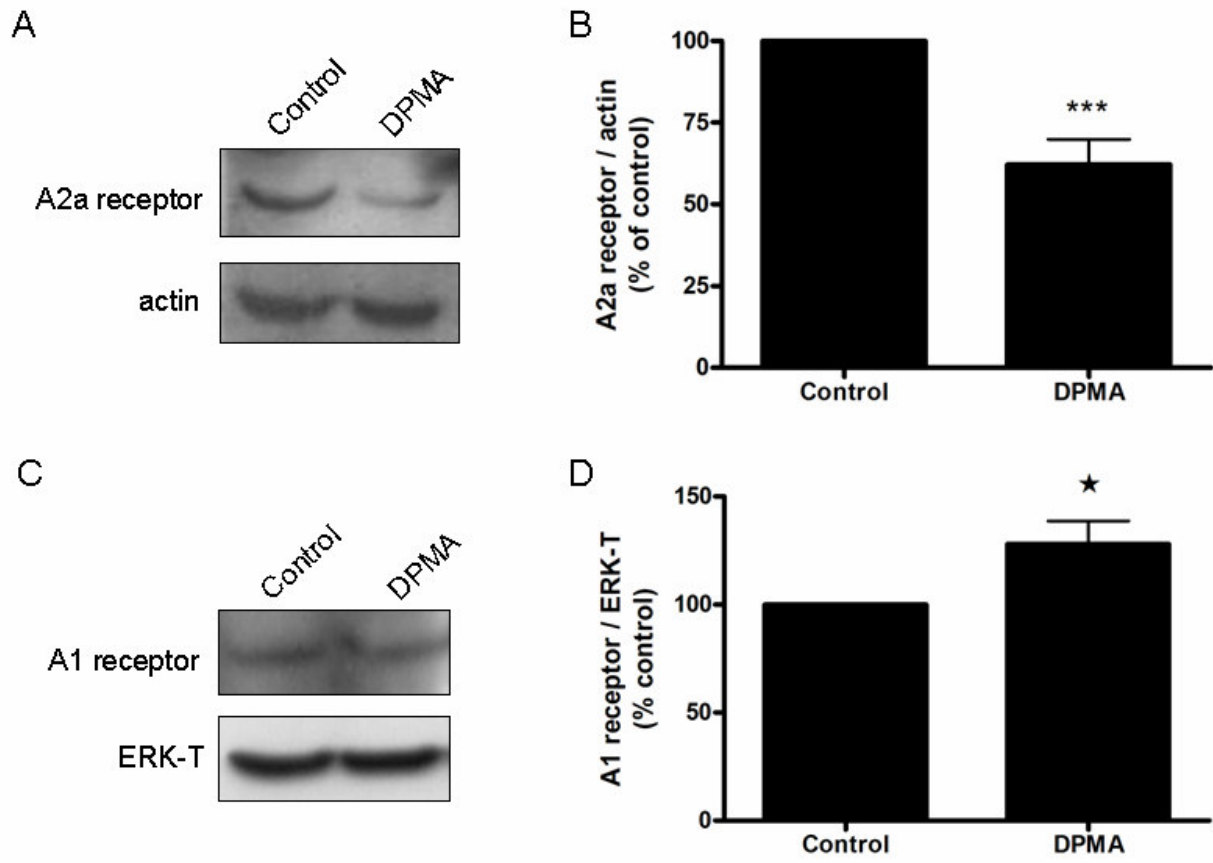 A
Control
DPMA
A2a receptor
actin
B
A2a receptor / actin
(% of control)
100
75
50
25
0
***
Control
DPMA
C
Control
DPMA
A1 receptor
ERK-T
D
A1 receptor / ERK-T
(% control)
150
100
50
0
★
Control
DPMA